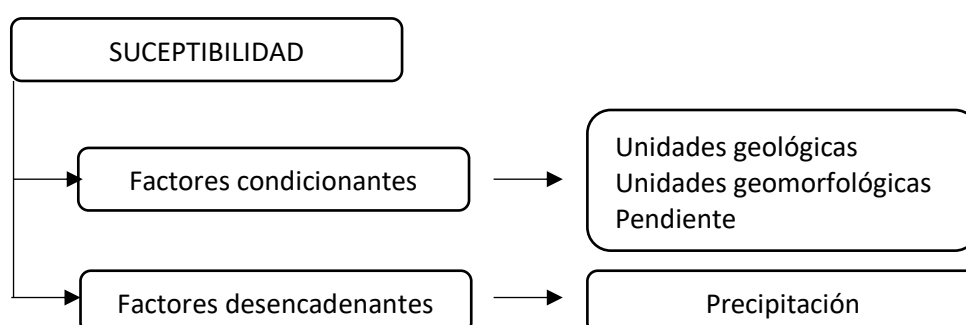 SUCEPTIBILIDAD
Factores condicionantes
Unidades geológicas
Unidades geomorfológicas
Pendiente
Factores desencadenantes
Precipitación